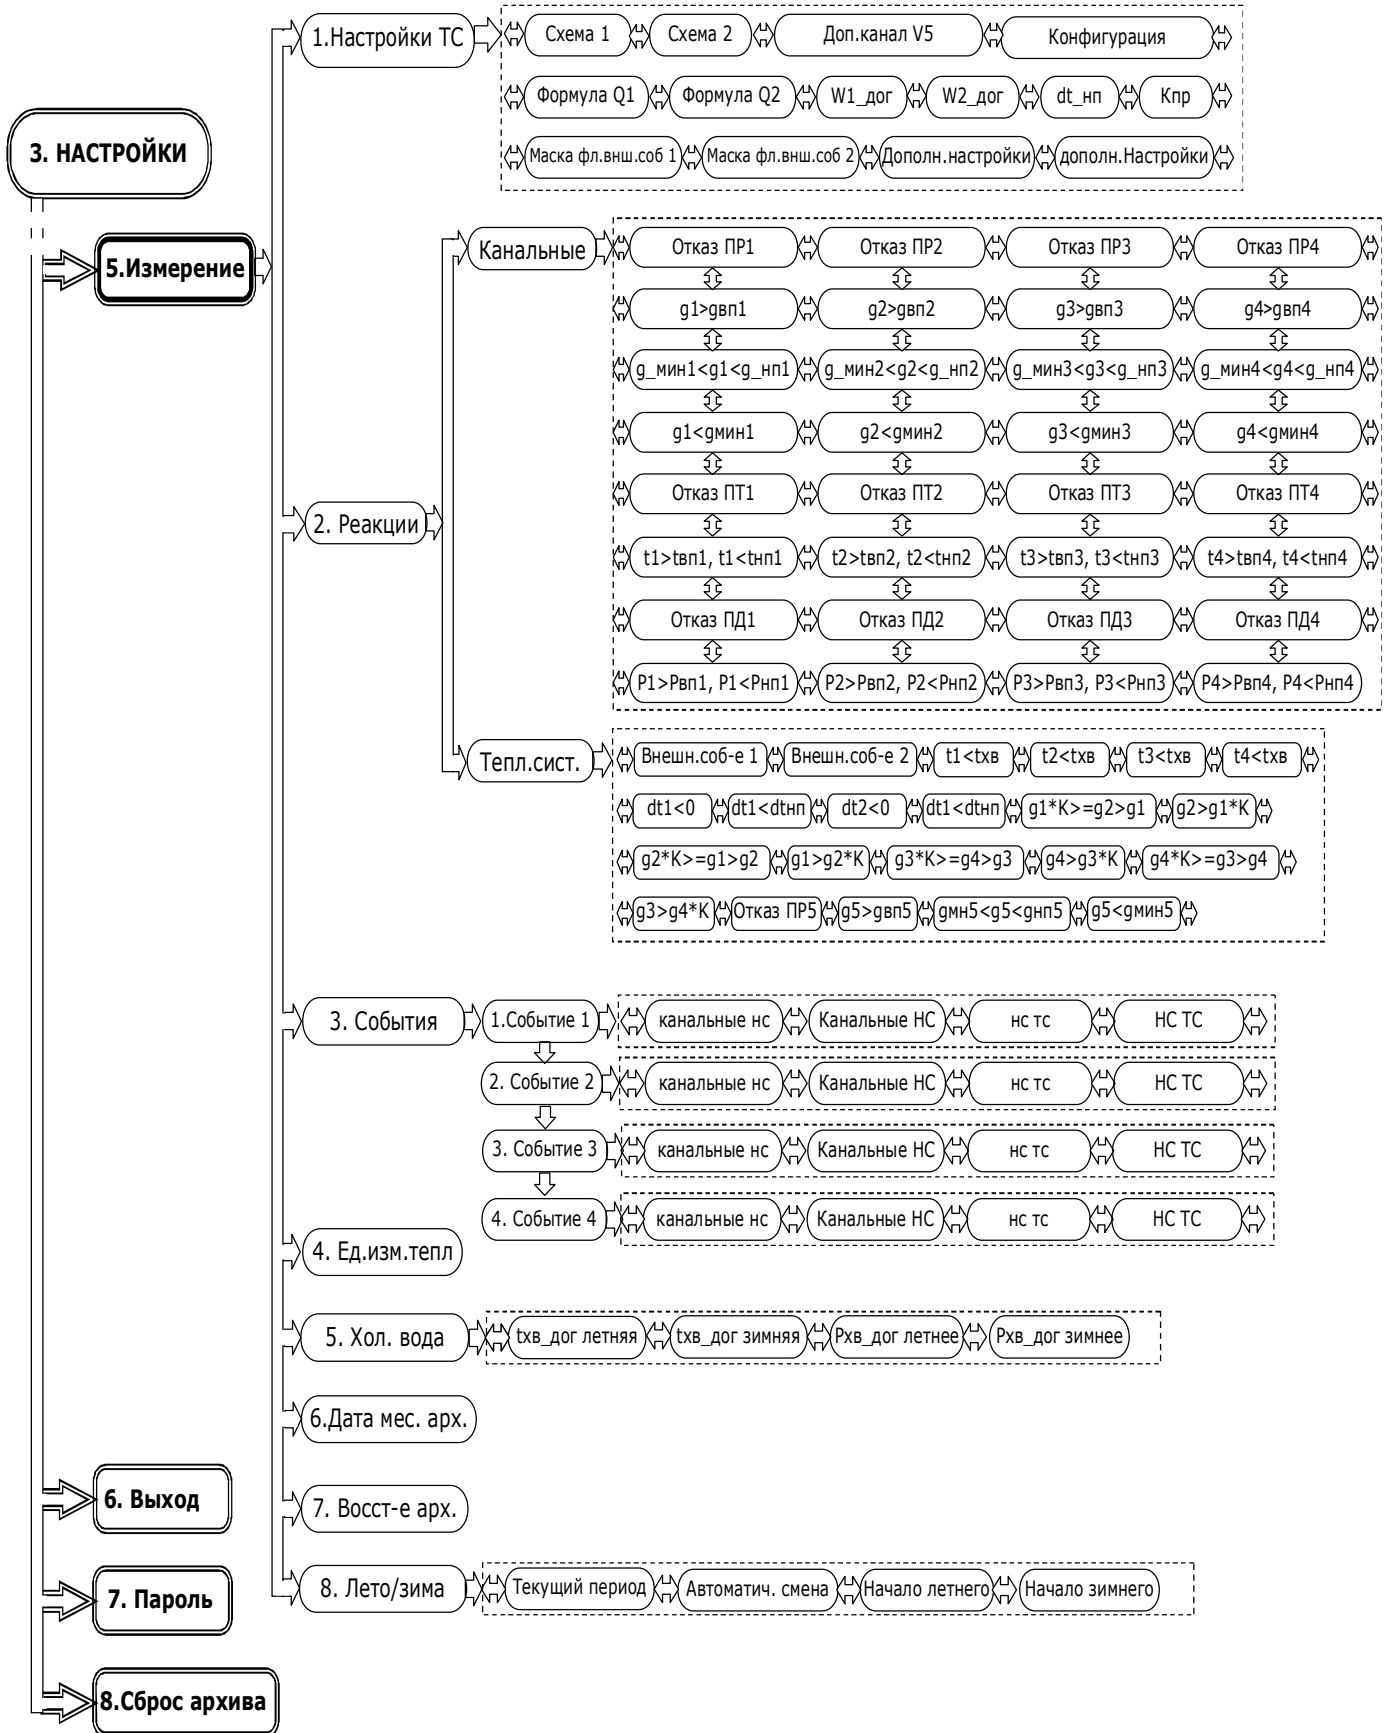 3. НАСТРОЙКИ
5.Измерение
1.Настройки ТС
Схема 1 Схема 2 Доп.канал V5 Конфигурация
Формула Q1 Формула Q2 W1_дог W2_дог dt_нп Кпр
Маска фл.внш.соб 1 Маска фл.внш.соб 2 Дополн.настройки дополн.Настройки
2. Реакции
Канальные
Отказ ПР1 Отказ ПР2 Отказ ПР3 Отказ ПР4
g1>gвп1 g2>gвп2 g3>gвп3 g4>gвп4
g_мин1<g1<g_нп1 g_мин2<g2<g_нп2 g_мин3<g3<g_нп3 g_мин4<g4<g_нп4
g1<gмин1 g2<gмин2 g3<gмин3 g4<gмин4
Отказ ПТ1 Отказ ПТ2 Отказ ПТ3 Отказ ПТ4
t1>tвп1, t1<tнп1 t2>tвп2, t2<tнп2 t3>tвп3, t3<tнп3 t4>tвп4, t4<tнп4
Отказ ПД1 Отказ ПД2 Отказ ПД3 Отказ ПД4
P1>Pвп1, P1<Pнп1 P2>Pвп2, P2<Pнп2 P3>Pвп3, P3<Pнп3 P4>Pвп4, P4<Pнп4
Тепл.сист.
Внешн.соб-е 1 Внешн.соб-е 2 t1<tхв t2<tхв t3<tхв t4<tхв
dt1<0 dt1<dtнп dt2<0 dt1<dtнп g1*K>=g2>g1 g2>g1*K
g2*K>=g1>g2 g1>g2*K g3*K>=g4>g3 g4>g3*K g4*K>=g3>g4
g3>g4*K Отказ ПР5 g5>gвп5 gмн5<g5<gнп5 g5<gмин5
3. События
1.Событие 1 канальные нс Канальные НС нс тс НС ТС
2. Событие 2 канальные нс Канальные НС нс тс НС ТС
3. Событие 3 канальные нс Канальные НС нс тс НС ТС
4. Событие 4 канальные нс Канальные НС нс тс НС ТС
4. Ед.изм.тепл
5. Хол. вода tхв_дог летняя tхв_дог зимняя Pхв_дог летнее Pхв_дог зимнее
6.Дата мес. арх.
6. Выход
7. Восст-е арх.
8. Лето/зима Текущий период Автоматич. смена Начало летнего Начало зимнего
7. Пароль
8.Сброс архива